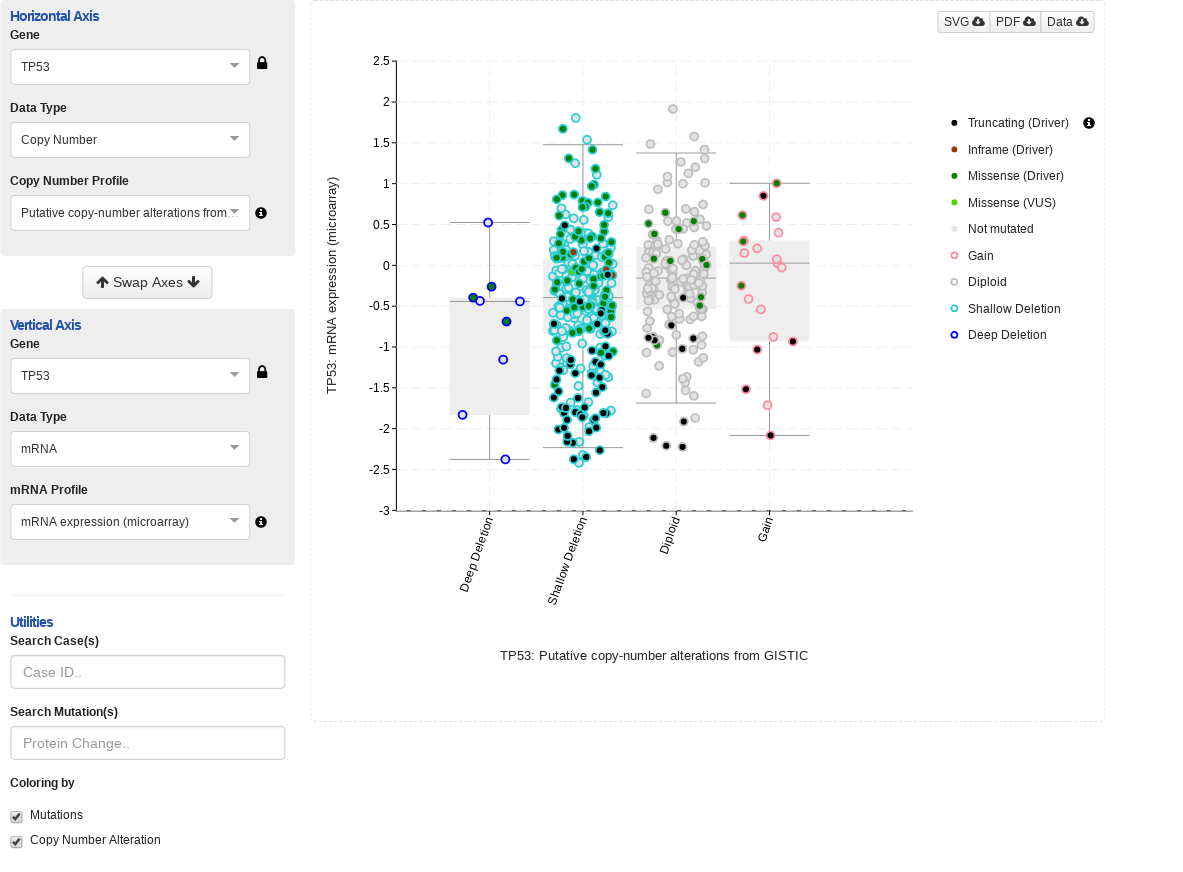 Horizontal Axis
Gene
TP53
Data Type
Copy Number
Copy Number Profile
Putative copy-number alterations from...
Swap Axes
Vertical Axis
Gene
TP53
Data Type
mRNA
mRNA Profile
mRNA expression (microarray)
Utilities
Search Case(s)
Case ID..
Search Mutation(s)
Protein Change..
Coloring by
Mutations
Copy Number Alteration
SVG
PDF
Data
TP53: mRNA expression (microarray)
2.5
2
1.5
1
0.5
0
-0.5
-1
-1.5
-2
-2.5
-3
Deep Deletion
Shallow Deletion
Diploid
Gain
TP53: Putative copy-number alterations from GISTIC
Truncating (Driver)
Inframe (Driver)
Missense (Driver)
Missense (VUS)
Not mutated
Gain
Diploid
Shallow Deletion
Deep Deletion